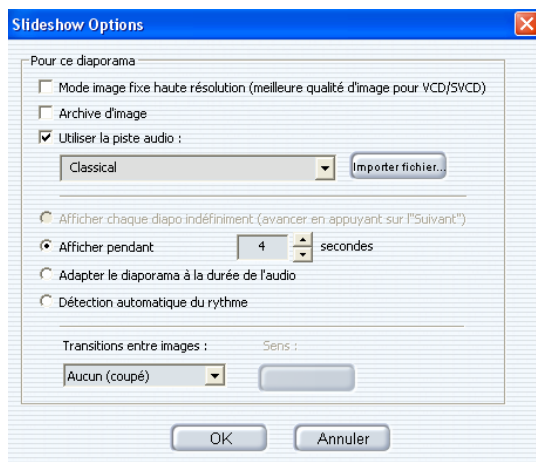 Slideshow Options
Pour ce diaporama
Mode image fixe haute résolution (meilleure qualité d'image pour VCD/SVCD)
Archive d'image
Utiliser la piste audio :
Classical
Importer fichier...
Afficher chaque diapo indéfiniment (avancer en appuyant sur l"Suivant")
Afficher pendant 4 secondes
Adapter le diaporama à la durée de l'audio
Détection automatique du rythme
Transitions entre images : Sens :
Aucun (coupé)
OK Annuler